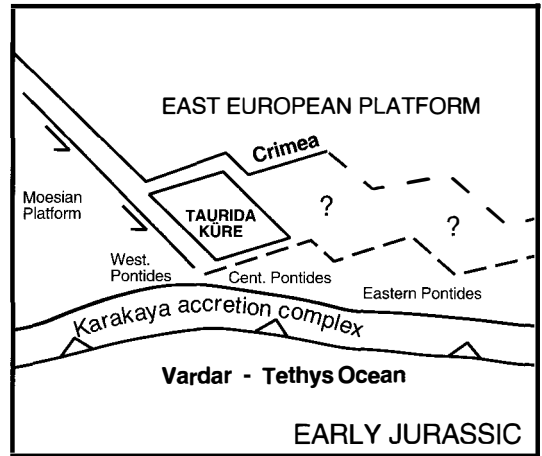 EAST EUROPEAN PLATFORM
Crimea
Moesian
Platform
TAURIDA
KÜRE
?
?
West.
Pontides
Cent. Pontides
Eastern Pontides
Karakaya accretion complex
Vardar - Tethys Ocean
EARLY JURASSIC